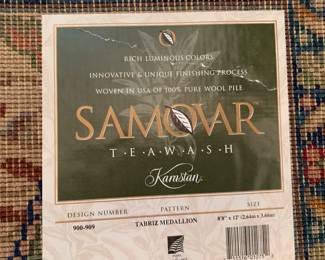 RICH LUMINOUS COLORS
INNOVATIVE & UNIQUE FINISHING PROCESS
WOVEN IN USA OF 100% PURE WOOL PILE
SAMOVAR
T·E·A·W·A·S·H
Karastan
DESIGN NUMBER PATTERN SIZE
900-909 TABRIZ MEDALLION 8'8" x 12' (2.64m x 3.66m)